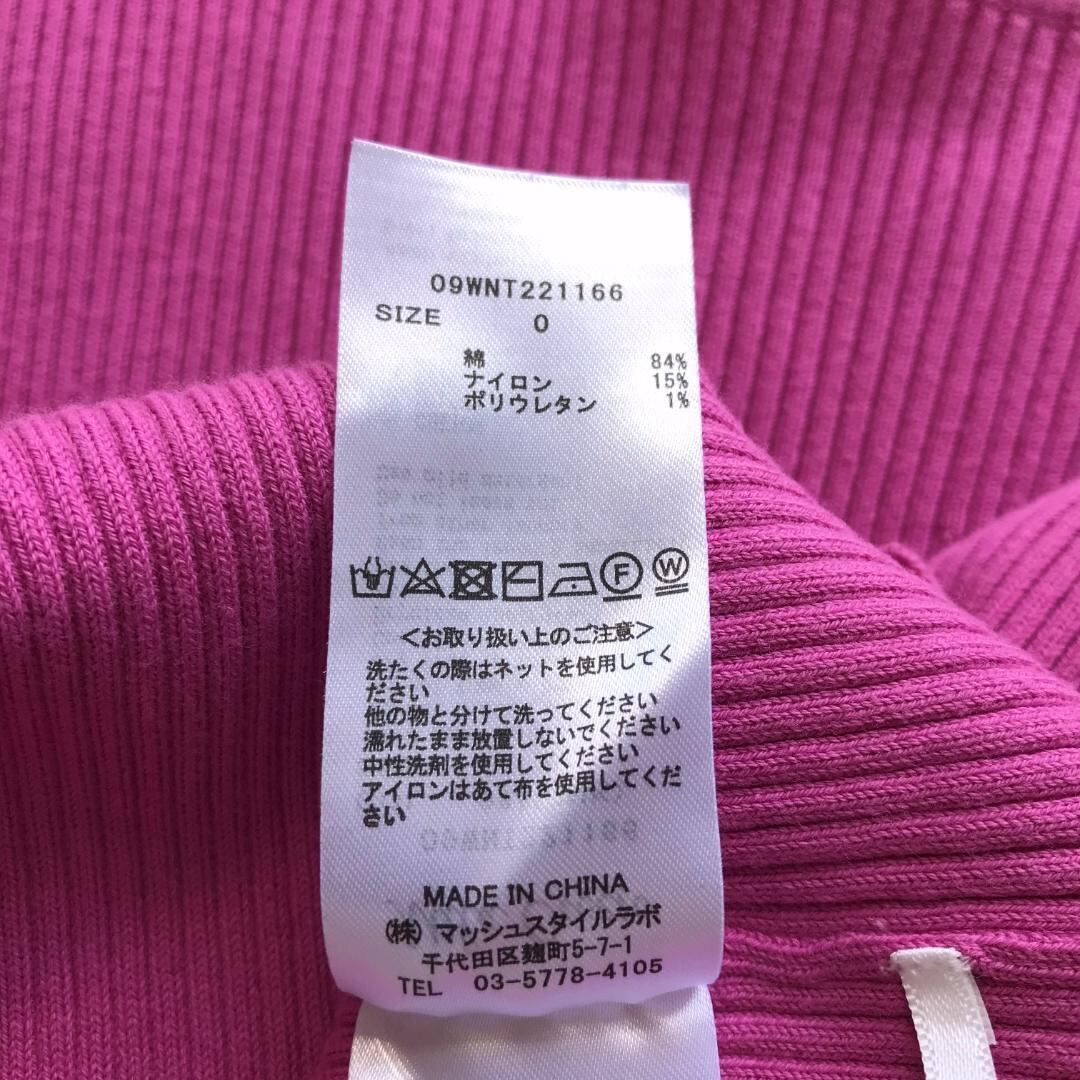 09WNT221166
SIZE 0
綿 84%
ナイロン 15%
ポリウレタン 1%
F W
<お取り扱い上のご注意>
洗たくの際はネットを使用してく
ださい
他の物と分けて洗ってください
濡れたまま放置しないでください
中性洗剤を使用してください
アイロンはあて布を使用してくだ
さい
MADE IN CHINA
(株) マッシュスタイルラボ
千代田区麹町5-7-1
TEL 03-5778-4105